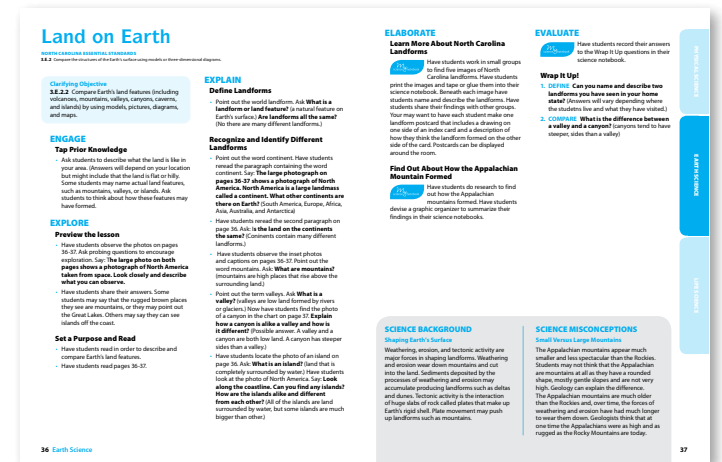 Land on Earth
NORTH CAROLINA ESSENTIAL STANDARDS
3.E.2 Compare the structures of the Earth's surface using models or three-dimensional diagrams.
Clarifying Objective
3.E.2.2 Compare Earth's land features (including
volcanoes, mountains, valleys, canyons, caverns,
and islands) by using models, pictures, diagrams,
and maps.
ENGAGE
Tap Prior Knowledge
• Ask students to describe what the land is like in
your area. (Answers will depend on your location
but might include that the land is flat or hilly.
Some students may name actual land features,
such as mountains, valleys, or islands. Ask
students to think about how these features may
have formed.
EXPLORE
Preview the lesson
• Have students observe the photos on pages
36-37. Ask probing questions to encourage
exploration. Say: The large photo on both
pages shows a photograph of North America
taken from space. Look closely and describe
what you can observe.
• Have students share their answers. Some
students may say that the rugged brown places
they see are mountains, or they may point out
the Great Lakes. Others may say they can see
islands off the coast.
Set a Purpose and Read
• Have students read in order to describe and
compare Earth's land features.
• Have students read pages 36-37.
EXPLAIN
Define Landforms
• Point out the world landforms. Ask What is a
landform or land feature? (a natural feature on
Earth's surface.) Are landforms all the same?
(No there are many different landforms.)
Recognize and Identify Different
Landforms
• Point out the word continent. Have students
reread the paragraph containing the word
continent. Say: The large photograph on
pages 36-37 shows a photograph of North
America. North America is a large landmass
called a continent. What other continents are
there on Earth? (South America, Europe, Africa,
Asia, Australia, and Antarctica)
• Have students reread the second paragraph on
page 36. Ask: Is the land on the continents
the same? (Coninents contain many different
landforms.)
• Have students observe the inset photos
and captions on pages 36-37. Point out the
word mountains. Ask: What are mountains?
(mountains are high places that rise above the
surrounding land.)
• Point out the term valleys. Ask What is a
valley? (valleys are low land formed by rivers
or glaciers.) Now have students find the photo
of a canyon in the chart on page 37. Explain
how a canyon is alike a valley and how is
it different? (Possible answer. A valley and a
canyon are both low land. A canyon has steeper
sides than a valley.)
• Have students locate the photo of an island on
page 36. Ask: What is an island? (land that is
completely surrounded by water.) Have students
look at the photo of North America. Say: Look
along the coastline. Can you find any islands?
How are the islands alike and different
from each other? (All of the islands are land
surrounded by water, but some islands are much
bigger than other.)
36 Earth Science
ELABORATE
Learn More About North Carolina
Landforms
Have students work in small groups
to find five images of North
Carolina landforms. Have students
print the images and tape or glue them into their
science notebook. Beneath each image have
students name and describe the landforms. Have
students share their findings with other groups.
Your may want to have each student make one
landform postcard that includes a drawing on
one side of an index card and a description of
how they think the landform formed on the other
side of the card. Postcards can be displayed
around the room.
Find Out About How the Appalachian
Mountain Formed
Have students do research to find
out how the Appalachian
mountains formed. Have students
devise a graphic organizer to summarize their
findings in their science notebooks.
EVALUATE
Have students record their answers
to the Wrap It Up questions in their
science notebook.
Wrap It Up!
1. DEFINE Can you name and describe two
landforms you have seen in your home
state? (Answers will vary depending where
the studetns live and what they have visited.)
2. COMPARE What is the difference between
a valley and a canyon? (canyons tend to have
steeper, sides than a valley)
SCIENCE BACKGROUND
Shaping Earth's Surface
Weathering, erosion, and tectonic activity are
major forces in shaping landforms. Weathering
and erosion wear down mountains and cut
into the land. Sediments deposited by the
processes of weathering and erosion may
accumulate producing landforms such as deltas
and dunes. Tectonic activity is the interaction
of huge slabs of rock called plates that make up
Earth's rigid shell. Plate movement may push
up landforms such as mountains.
SCIENCE MISCONCEPTIONS
Small Versus Large Mountains
The Appalachian mountains appear much
smaller and less spectacular than the Rockies.
Students may not think that the Appalachian
are mountains at all as they have a rounded
shape, mostly gentle slopes and are not very
high. Geology can explain the difference.
The Appalachian mountains are much older
than the Rockies and, over time, the forces of
weathering and erosion have had much longer
to wear them down. Geologists think that at
one time the Appalachians were as high and as
rugged as the Rocky Mountains are today.
PHYSICAL SCIENCE
EARTH SCIENCE
LIFE SCIENCE
37